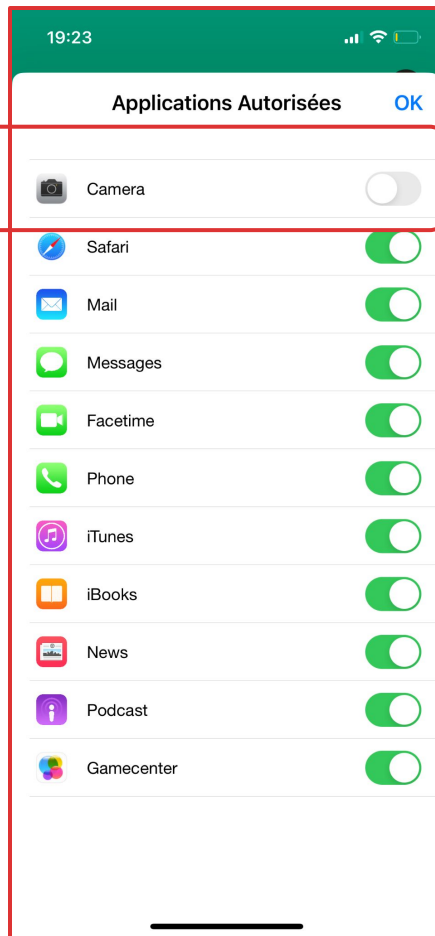 19:23
Applications Autorisées OK
Camera
Safari
Mail
Messages
Facetime
Phone
iTunes
iBooks
News
Podcast
Gamecenter